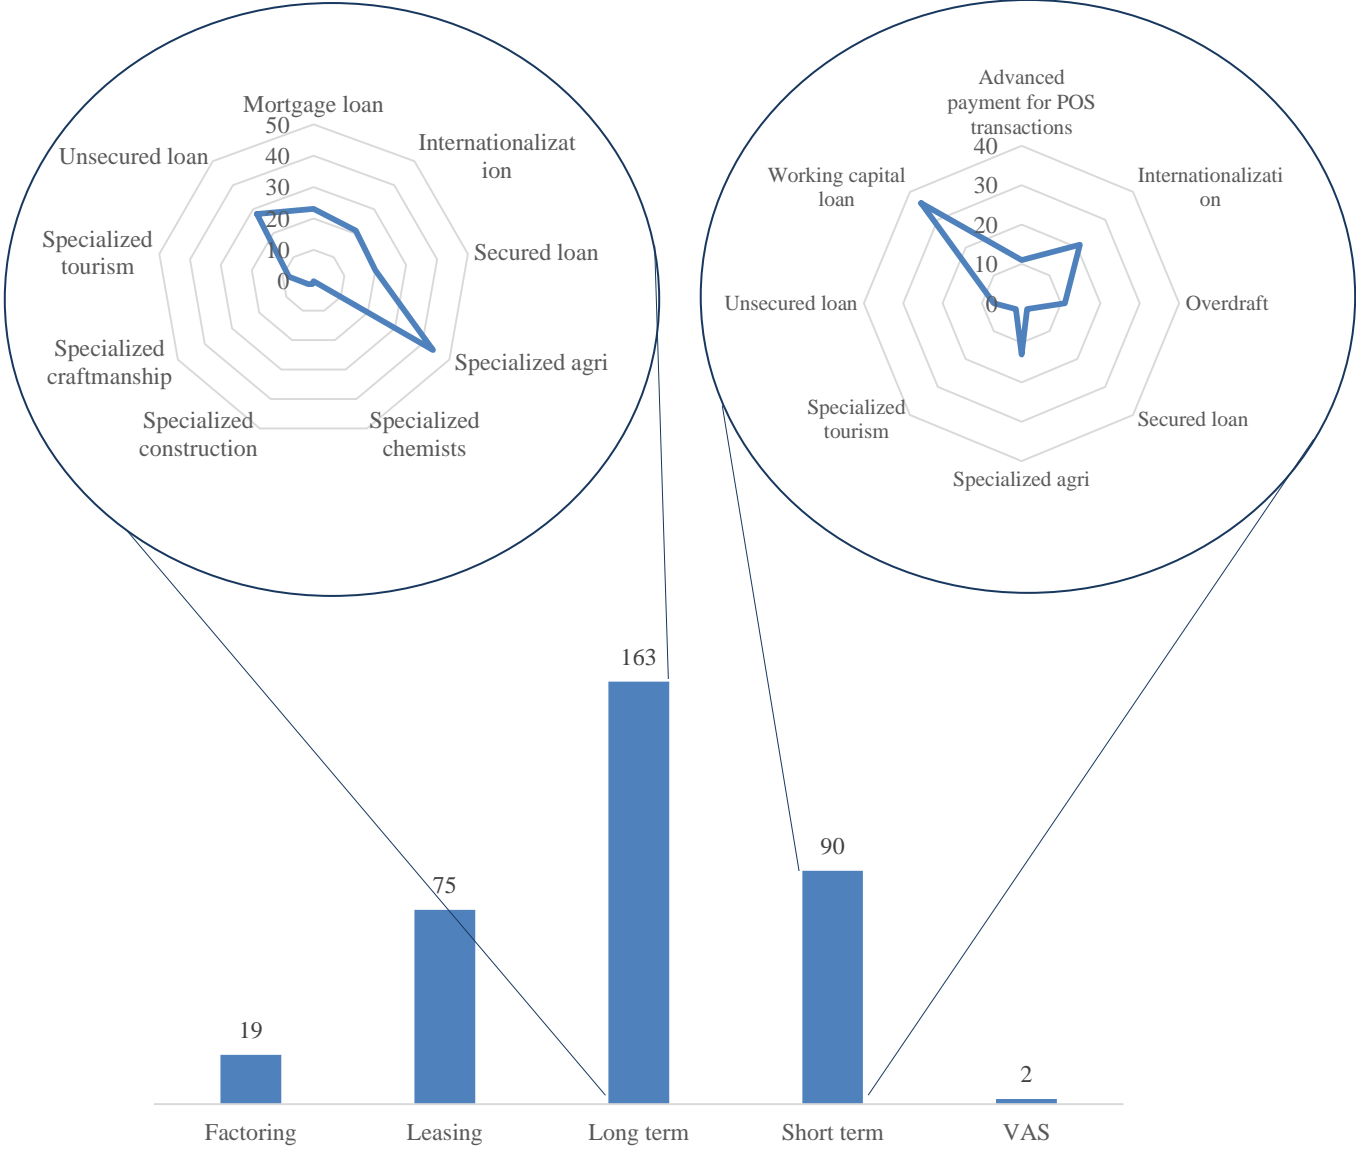 Mortgage loan
50
40
30
20
10
0
Internationalizat
ion
Secured loan
Specialized agri
Specialized
chemists
Specialized
construction
Specialized
craftmanship
Specialized
tourism
Unsecured loan
Advanced
payment for POS
transactions
40
30
20
10
0
Internationalizati
on
Overdraft
Secured loan
Specialized agri
Specialized
tourism
Unsecured loan
Working capital
loan
19
75
163
90
2
Factoring
Leasing
Long term
Short term
VAS